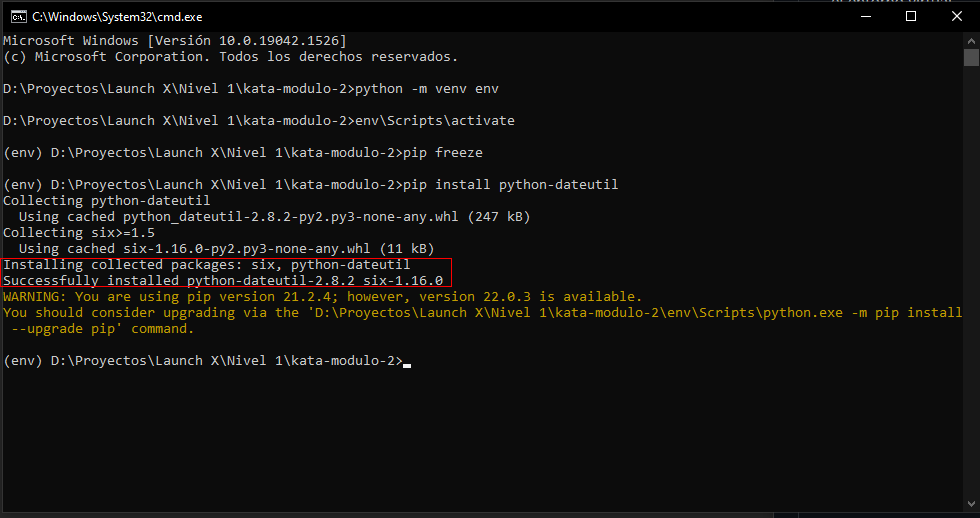 C:\Windows\System32\cmd.exe
Microsoft Windows [Versión 10.0.19042.1526]
(c) Microsoft Corporation. Todos los derechos reservados.
D:\Proyectos\Launch X\Nivel 1\kata-modulo-2>python -m venv env
D:\Proyectos\Launch X\Nivel 1\kata-modulo-2>env\Scripts\activate
(env) D:\Proyectos\Launch X\Nivel 1\kata-modulo-2>pip freeze
(env) D:\Proyectos\Launch X\Nivel 1\kata-modulo-2>pip install python-dateutil
Collecting python-dateutil
  Using cached python_dateutil-2.8.2-py2.py3-none-any.whl (247 kB)
Collecting six>=1.5
  Using cached six-1.16.0-py2.py3-none-any.whl (11 kB)
Installing collected packages: six, python-dateutil
Successfully installed python-dateutil-2.8.2 six-1.16.0
WARNING: You are using pip version 21.2.4; however, version 22.0.3 is available.
You should consider upgrading via the 'D:\Proyectos\Launch X\Nivel 1\kata-modulo-2\env\Scripts\python.exe -m pip install
 --upgrade pip' command.
(env) D:\Proyectos\Launch X\Nivel 1\kata-modulo-2>